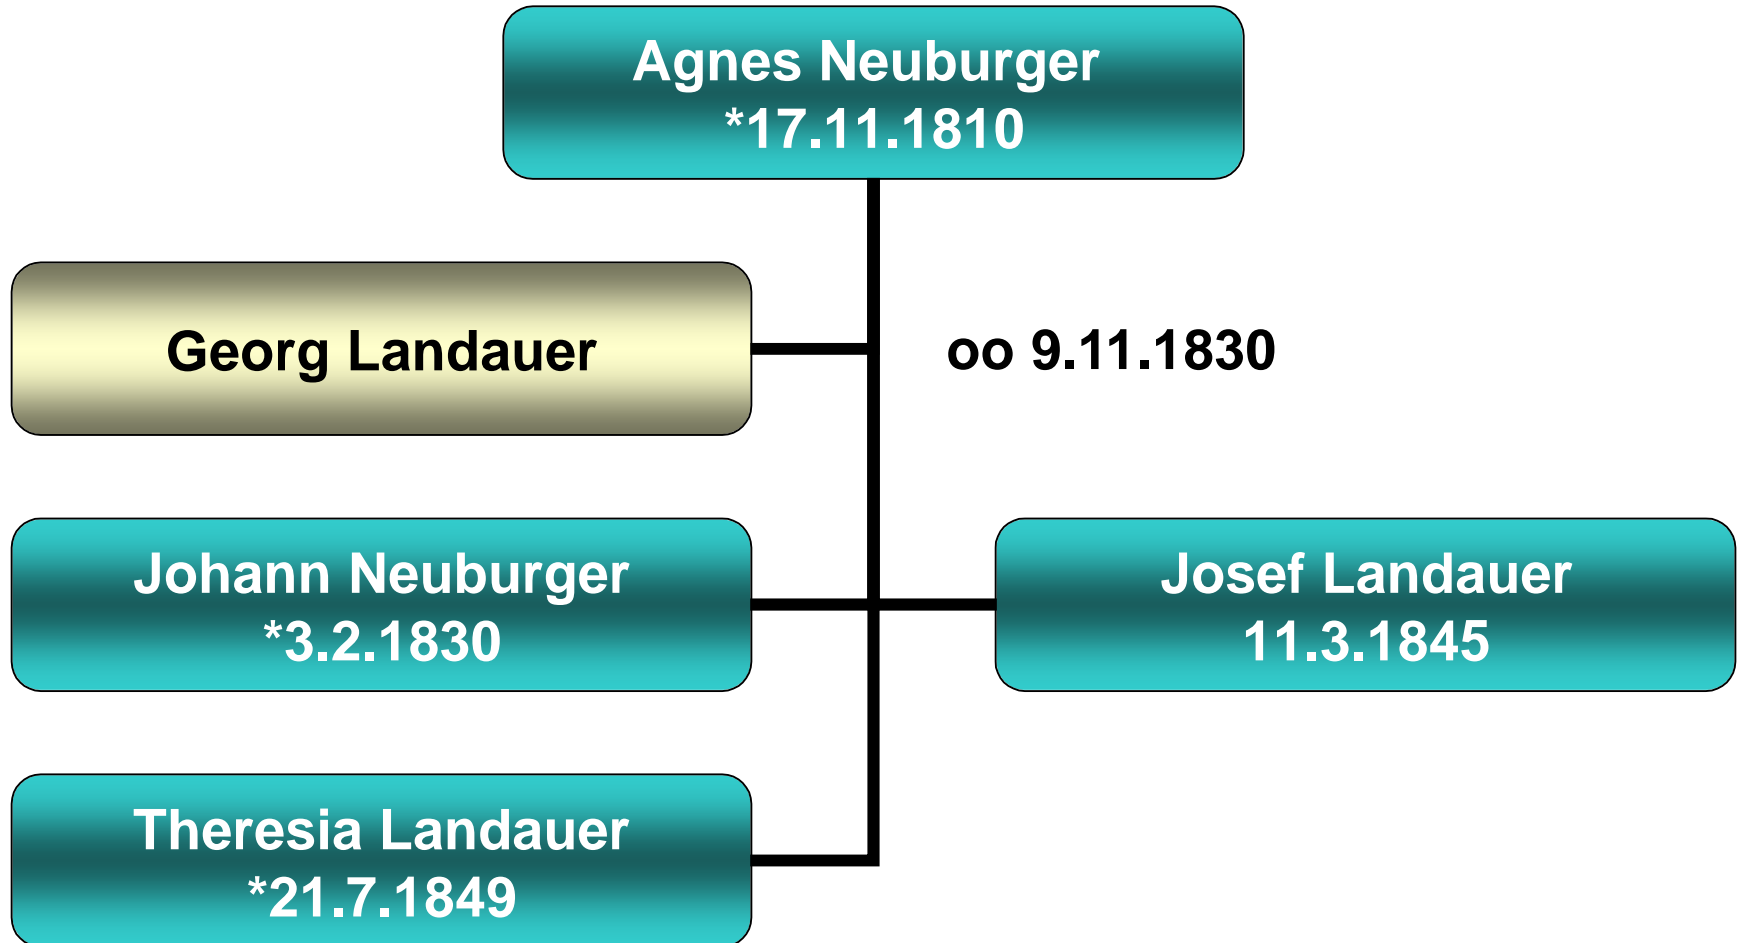 Agnes Neuburger
*17.11.1810
Georg Landauer
oo 9.11.1830
Johann Neuburger
*3.2.1830
Josef Landauer
11.3.1845
Theresia Landauer
*21.7.1849